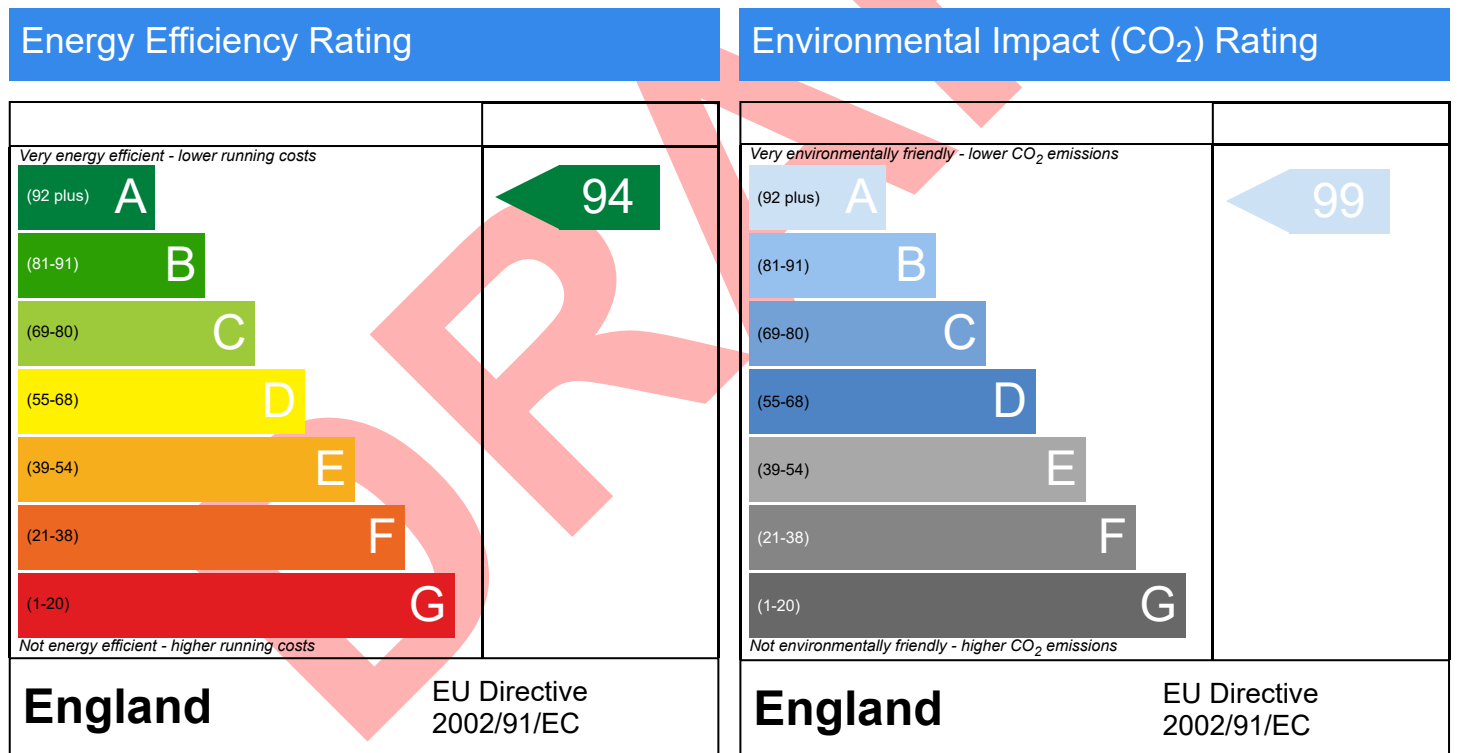 Energy Efficiency Rating
Very energy efficient - lower running costs
(92 plus) A
94
(81-91) B
(69-80) C
(55-68) D
(39-54) E
(21-38) F
(1-20) G
Not energy efficient - higher running costs
England
EU Directive
2002/91/EC
Environmental Impact (CO₂) Rating
Very environmentally friendly - lower CO₂ emissions
(92 plus) A
99
(81-91) B
(69-80) C
(55-68) D
(39-54) E
(21-38) F
(1-20) G
Not environmentally friendly - higher CO₂ emissions
England
EU Directive
2002/91/EC
DRA